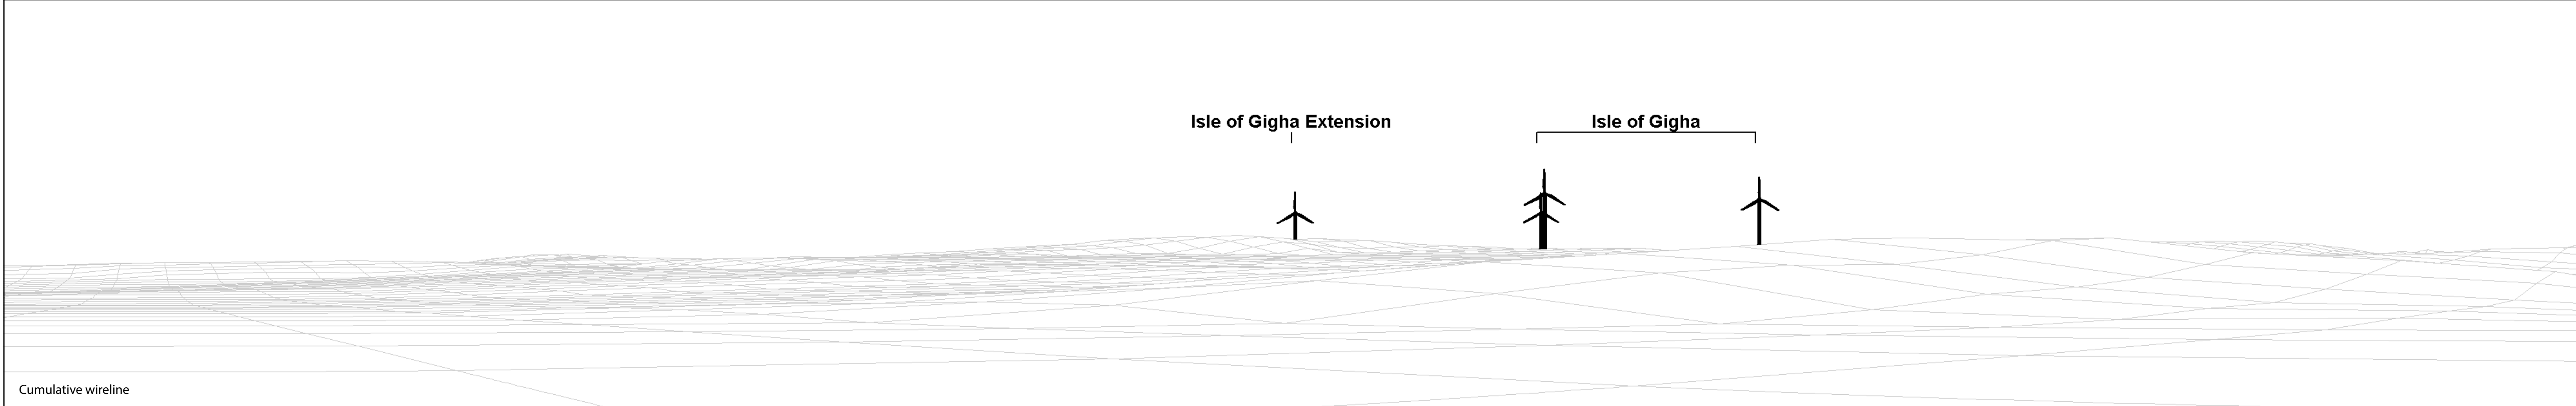 Isle of Gigha Extension
Isle of Gigha
Cumulative wireline